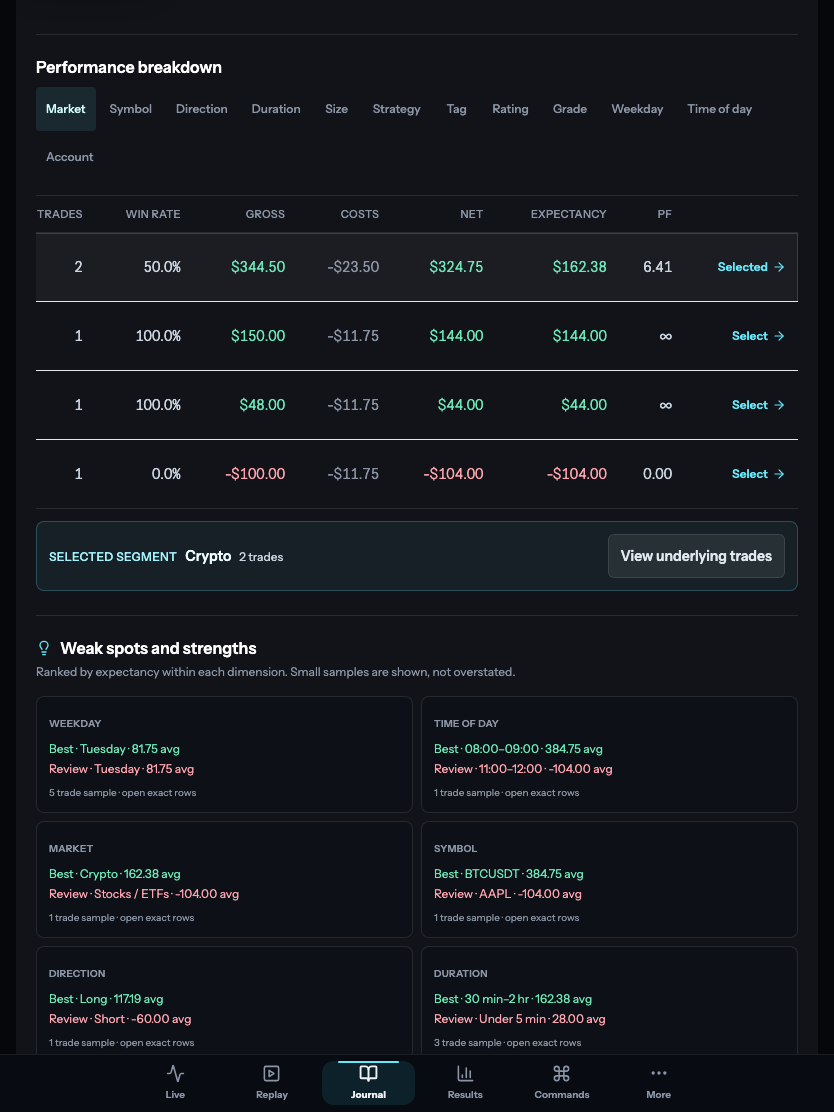 Performance breakdown
Market Symbol Direction Duration Size Strategy Tag Rating Grade Weekday Time of day
Account
TRADES WIN RATE GROSS COSTS NET EXPECTANCY PF
2 50.0% $344.50 -$23.50 $324.75 $162.38 6.41 Selected →
1 100.0% $150.00 -$11.75 $144.00 $144.00 ∞ Select →
1 100.0% $48.00 -$11.75 $44.00 $44.00 ∞ Select →
1 0.0% -$100.00 -$11.75 -$104.00 -$104.00 0.00 Select →
SELECTED SEGMENT Crypto 2 trades View underlying trades
Weak spots and strengths
Ranked by expectancy within each dimension. Small samples are shown, not overstated.
WEEKDAY
Best · Tuesday · 81.75 avg
Review · Tuesday · 81.75 avg
5 trade sample · open exact rows
TIME OF DAY
Best · 08:00–09:00 · 384.75 avg
Review · 11:00–12:00 · -104.00 avg
1 trade sample · open exact rows
MARKET
Best · Crypto · 162.38 avg
Review · Stocks / ETFs · -104.00 avg
1 trade sample · open exact rows
SYMBOL
Best · BTCUSDT · 384.75 avg
Review · AAPL · -104.00 avg
1 trade sample · open exact rows
DIRECTION
Best · Long · 117.19 avg
Review · Short · -60.00 avg
1 trade sample · open exact rows
DURATION
Best · 30 min–2 hr · 162.38 avg
Review · Under 5 min · 28.00 avg
3 trade sample · open exact rows
Live Replay Journal Results Commands More